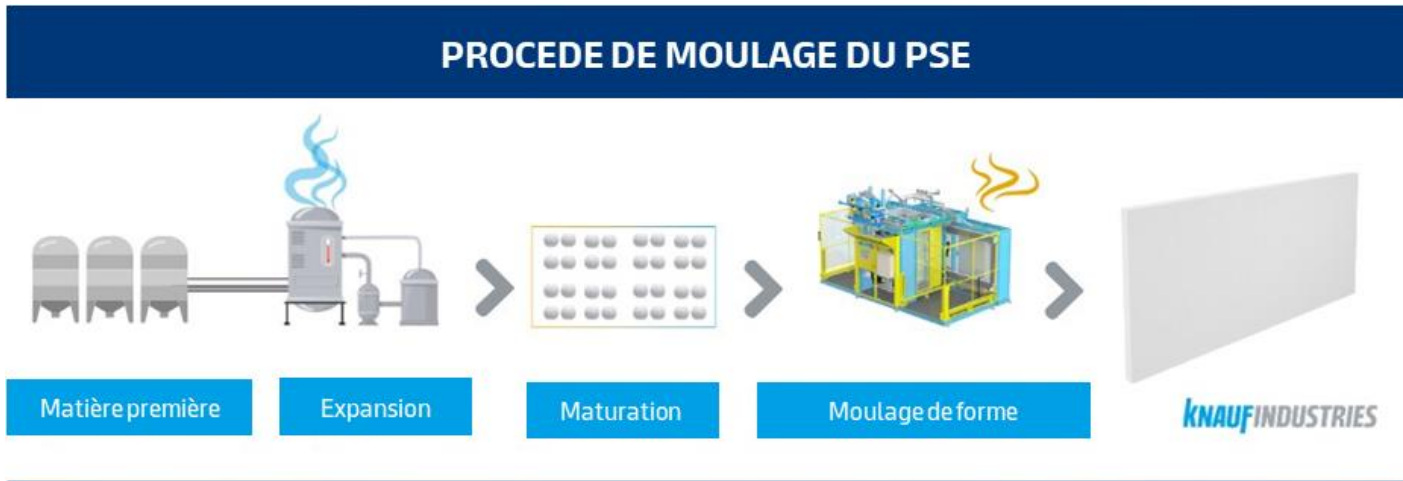 PROCEDE DE MOULAGE DU PSE
Matière première
Expansion
Maturation
Moulage de forme
KNAUFINDUSTRIES